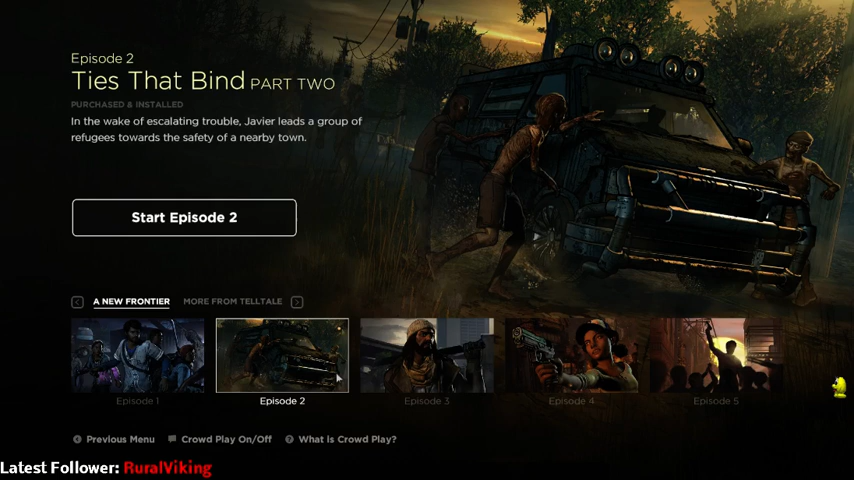 Episode 2
Ties That Bind PART TWO
PURCHASED & INSTALLED
In the wake of escalating trouble, Javier leads a group of
refugees towards the safety of a nearby town.
Start Episode 2
A NEW FRONTIER MORE FROM TELLTALE
Episode 1 Episode 2 Episode 3 Episode 4 Episode 5
Previous Menu Crowd Play On/Off What is Crowd Play?
Latest Follower: RuralViking